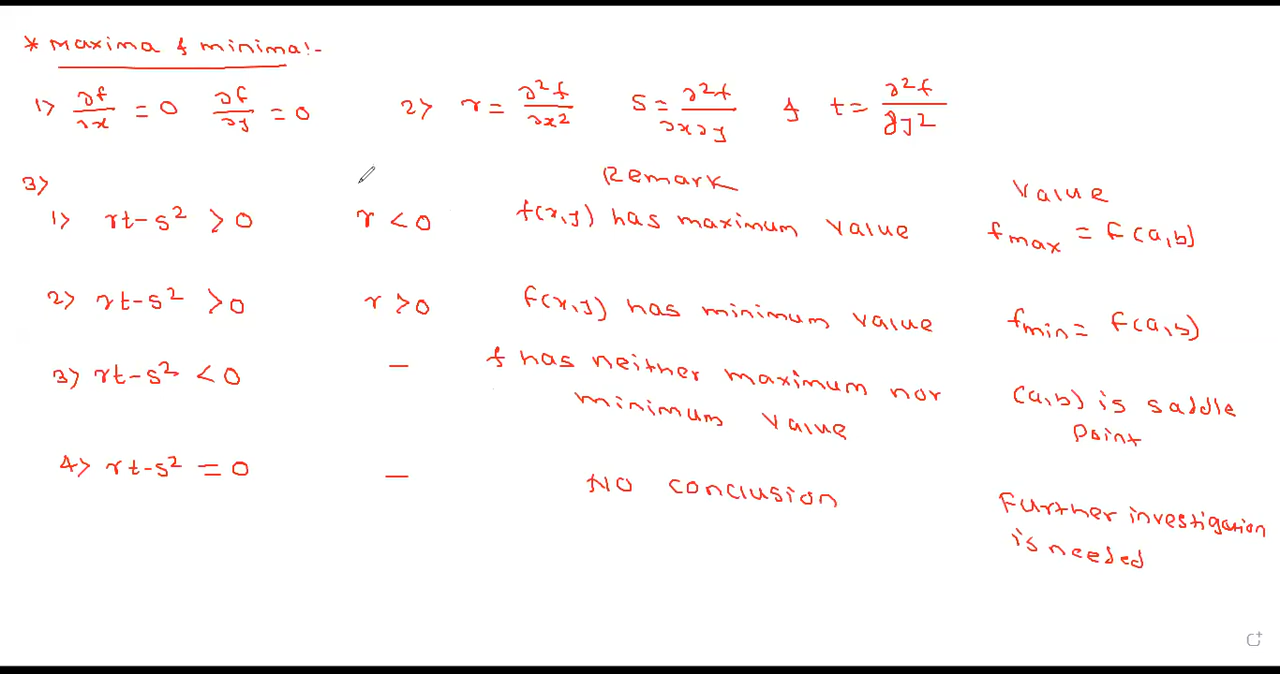 * Maxima & minima:-
1> ∂f/∂x = 0 ∂f/∂y = 0 2> r = ∂²f/∂x² s = ∂²f/∂x∂y & t = ∂²f/∂y²
3> Remark Value
1> rt-s² > 0 r < 0 f(x,y) has maximum value fmax = f(a,b)
2> rt-s² > 0 r > 0 f(x,y) has minimum value fmin = f(a,b)
3> rt-s² < 0 – f has neither maximum nor minimum value (a,b) is saddle point
4> rt-s² = 0 – No conclusion Further investigation is needed